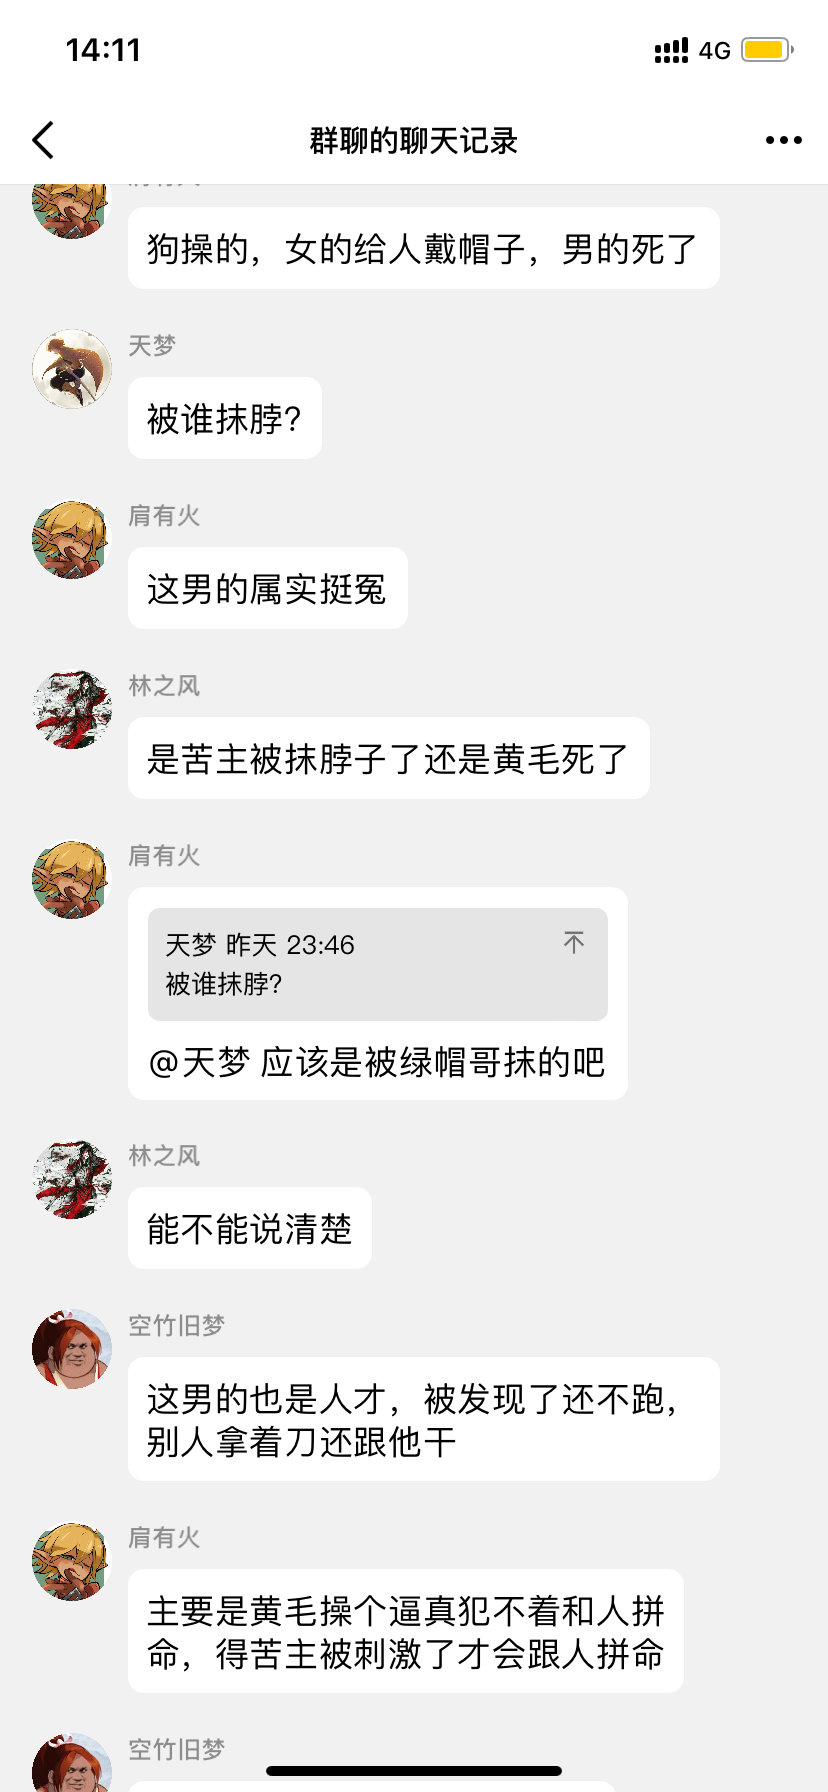 14:11
4G
群聊的聊天记录
狗操的，女的给人戴帽子，男的死了
天梦
被谁抹脖?
肩有火
这男的属实挺冤
林之风
是苦主被抹脖子了还是黄毛死了
肩有火
天梦 昨天 23:46
被谁抹脖?
@天梦 应该是被绿帽哥抹的吧
林之风
能不能说清楚
空竹旧梦
这男的也是人才，被发现了还不跑，
别人拿着刀还跟他干
肩有火
主要是黄毛操个逼真犯不着和人拼
命，得苦主被刺激了才会跟人拼命
空竹旧梦